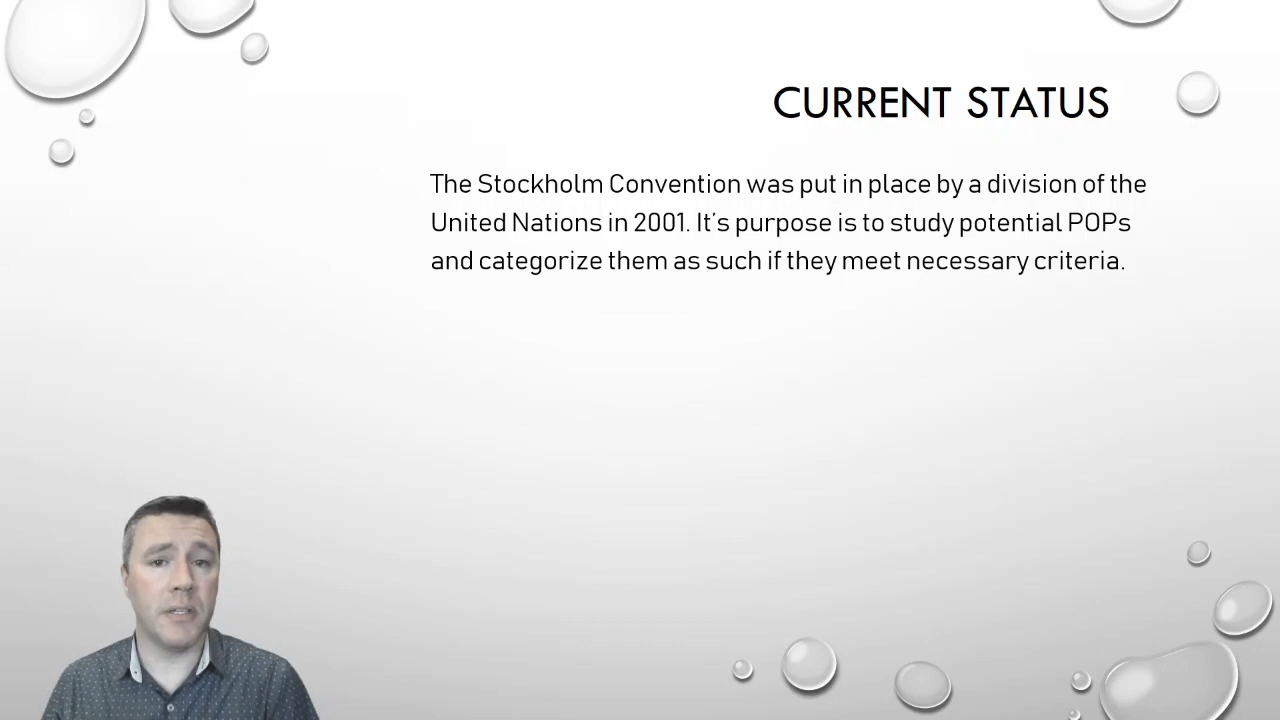 CURRENT STATUS
The Stockholm Convention was put in place by a division of the
United Nations in 2001. It’s purpose is to study potential POPs
and categorize them as such if they meet necessary criteria.